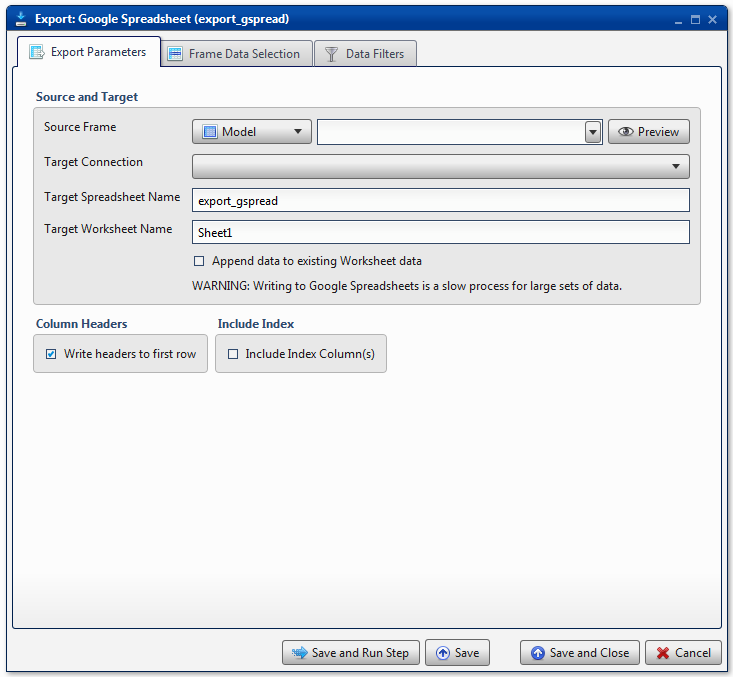 Export: Google Spreadsheet (export_gspread)
Export Parameters
Frame Data Selection
Data Filters
Source and Target
Source Frame
Model
Preview
Target Connection
Target Spreadsheet Name
export_gspread
Target Worksheet Name
Sheet1
Append data to existing Worksheet data
WARNING: Writing to Google Spreadsheets is a slow process for large sets of data.
Column Headers
Include Index
Write headers to first row
Include Index Column(s)
Save and Run Step
Save
Save and Close
Cancel